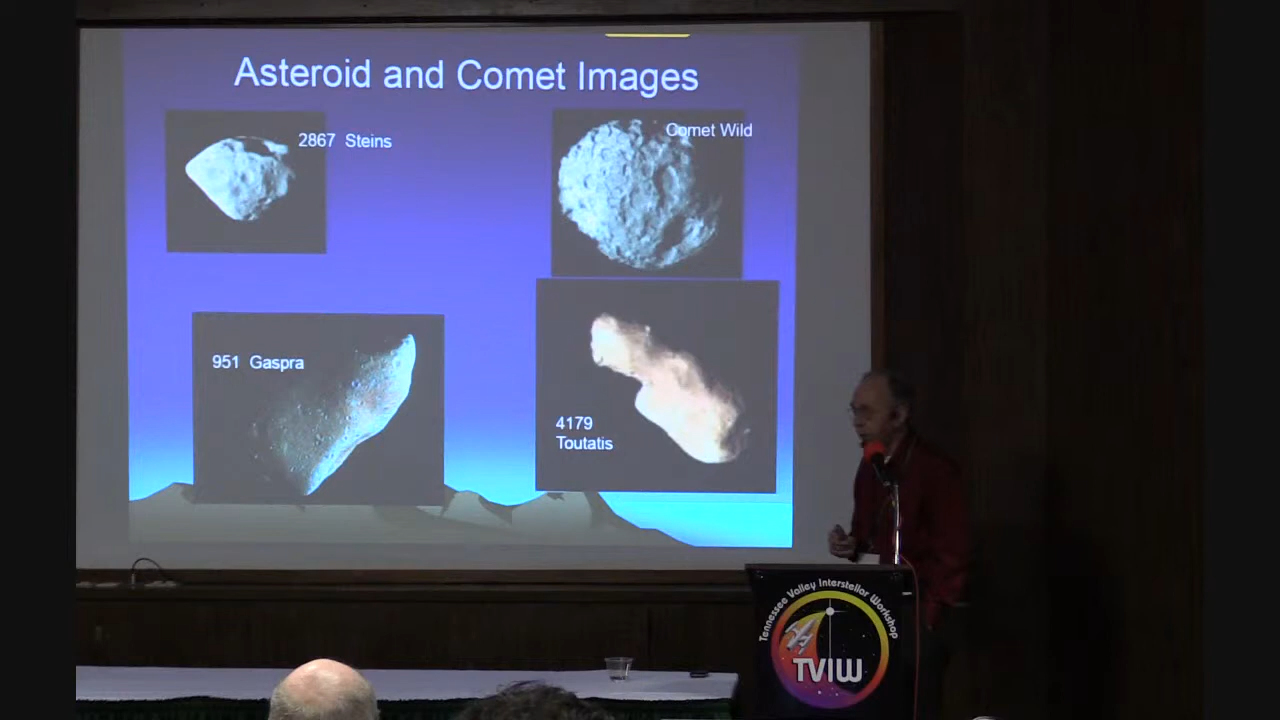 Asteroid and Comet Images
2867 Steins
Comet Wild
951 Gaspra
4179
Toutatis
Tennessee Valley Interstellar Workshop
TVIW